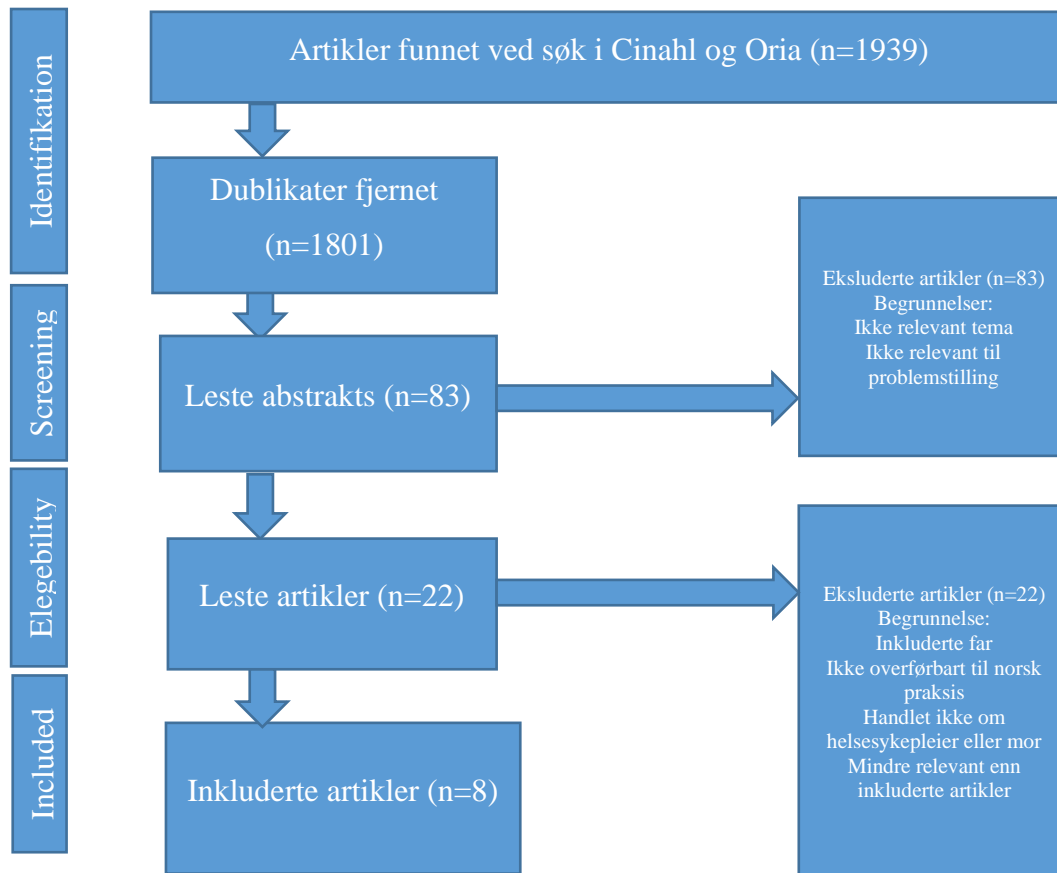 Identifikation
Artikler funnet ved søk i Cinahl og Oria (n=1939)
Dublikater fjernet
(n=1801)
Screening
Leste abstrakts (n=83)
Eksluderte artikler (n=83)
Begrunnelser:
Ikke relevant tema
Ikke relevant til
problemstilling
Elegebility
Leste artikler (n=22)
Eksluderte artikler (n=22)
Begrunnelse:
Inkluderte far
Ikke overførbart til norsk
praksis
Handlet ikke om
helsesykepleier eller mor
Mindre relevant enn
inkluderte artikler
Included
Inkluderte artikler (n=8)